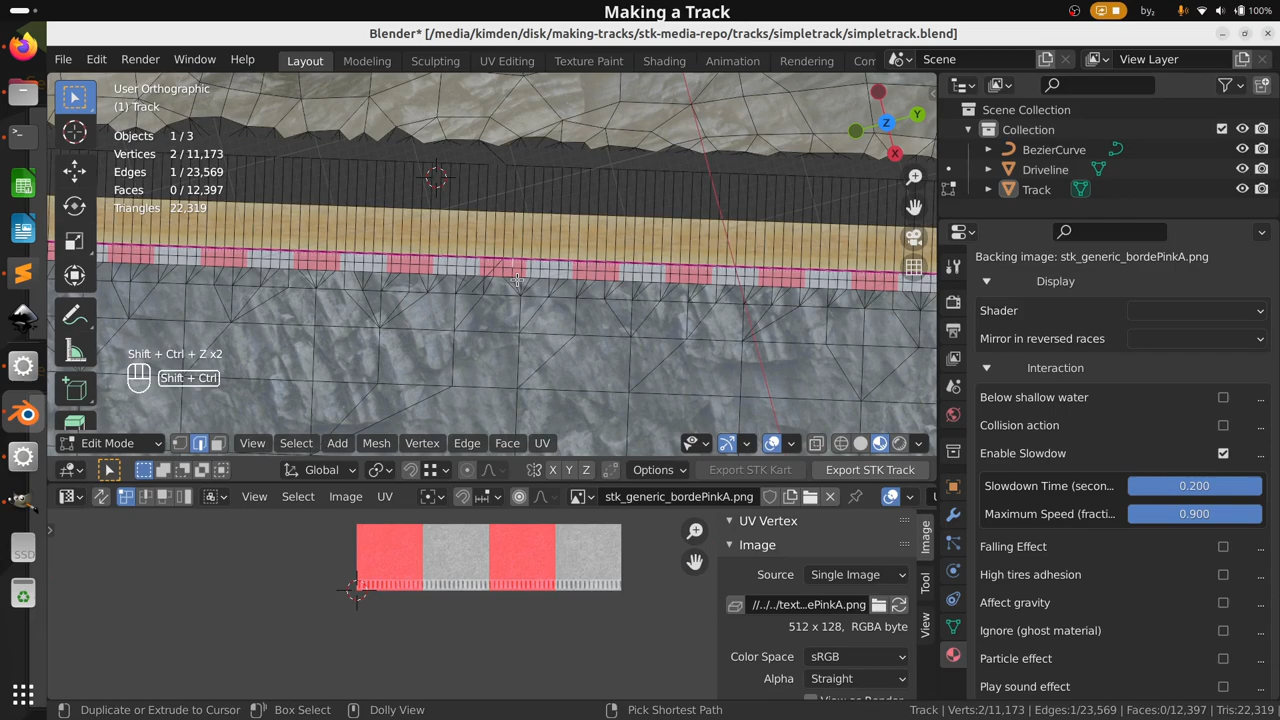 Making a Track
by₂
100%
Blender* [/media/kimden/disk/making-tracks/stk-media-repo/tracks/simpletrack/simpletrack.blend]
File Edit Render Window Help
Layout Modeling Sculpting UV Editing Texture Paint Shading Animation Rendering Con
Scene
View Layer
User Orthographic
(1) Track
Objects 1 / 3
Vertices 2 / 11,173
Edges 1 / 23,569
Faces 0 / 12,397
Triangles 22,319
Y
Z
X
Shift + Ctrl + Z x2
Shift + Ctrl
Edit Mode View Select Add Mesh Vertex Edge Face UV
Global X Y Z Options Export STK Kart Export STK Track
View Select Image UV stk_generic_bordePinkA.png
UV Vertex
Image
Source Single Image
//../../text...ePinkA.png
512 x 128, RGBA byte
Color Space sRGB
Alpha Straight
Image
Tool
View
Scene Collection
Collection
BezierCurve
Driveline
Track
Backing image: stk_generic_bordePinkA.png
Display
Shader
Mirror in reversed races
Interaction
Below shallow water ...
Collision action ...
Enable Slowdow ...
Slowdown Time (secon... 0.200
Maximum Speed (fracti... 0.900
Falling Effect ...
High tires adhesion ...
Affect gravity ...
Ignore (ghost material) ...
Particle effect ...
Play sound effect ...
SSD
Duplicate or Extrude to Cursor Box Select Dolly View Pick Shortest Path
Track | Verts:2/11,173 | Edges:1/23,569 | Faces:0/12,397 | Tris:22,319